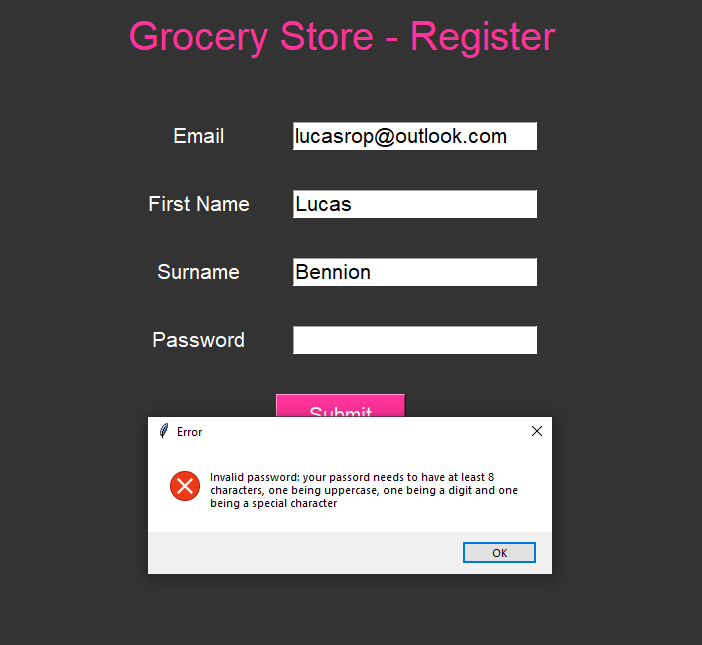 Grocery Store - Register
Email
lucasrop@outlook.com
First Name
Lucas
Surname
Bennion
Password
Submit
Error
Invalid password: your passord needs to have at least 8
characters, one being uppercase, one being a digit and one
being a special character
OK